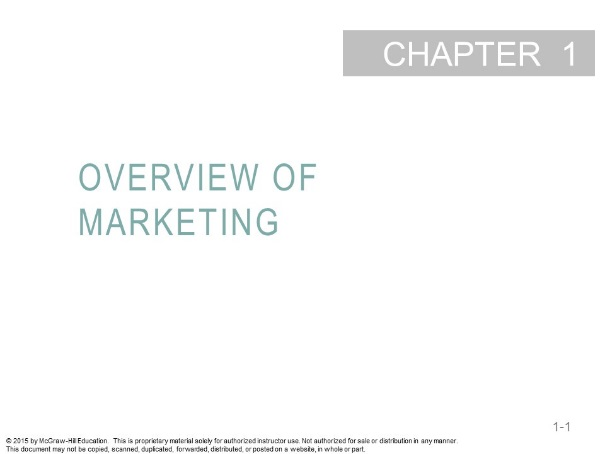 CHAPTER 1
OVERVIEW OF
MARKETING
1-1
© 2015 by McGraw-Hill Education. This is proprietary material solely for authorized instructor use. Not authorized for sale or distribution in any manner.
This document may not be copied, scanned, duplicated, forwarded, distributed, or posted on a website, in whole or part.